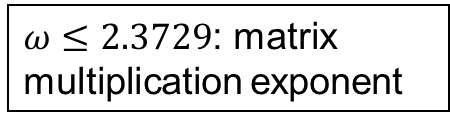 ω ≤ 2.3729: matrix
multiplication exponent